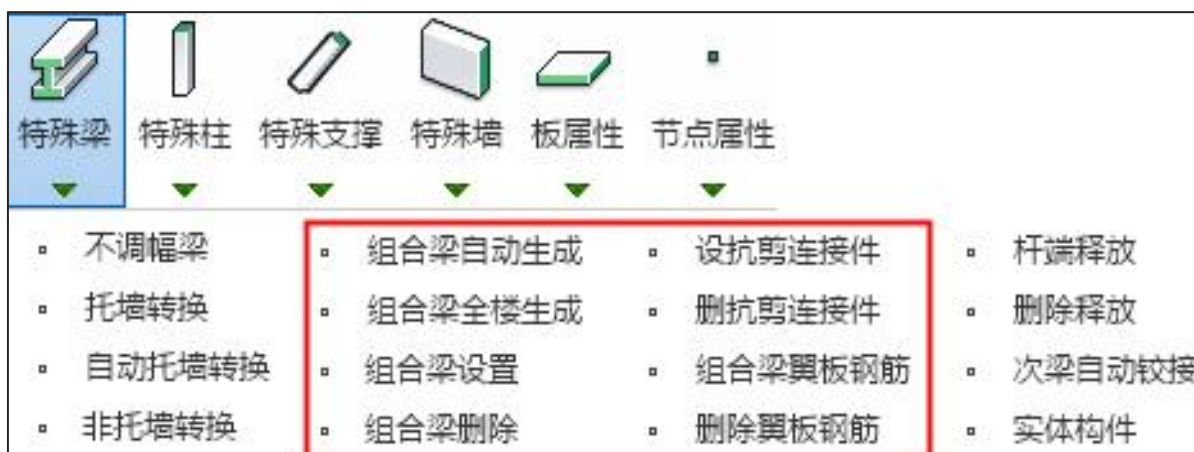 特殊梁 特殊柱 特殊支撑 特殊墙 板属性 节点属性
不调幅梁 组合梁自动生成 设抗剪连接件 杆端释放
托墙转换 组合梁全楼生成 删抗剪连接件 删除释放
自动托墙转换 组合梁设置 组合梁翼板钢筋 次梁自动铰接
非托墙转换 组合梁删除 删除翼板钢筋 实体构件